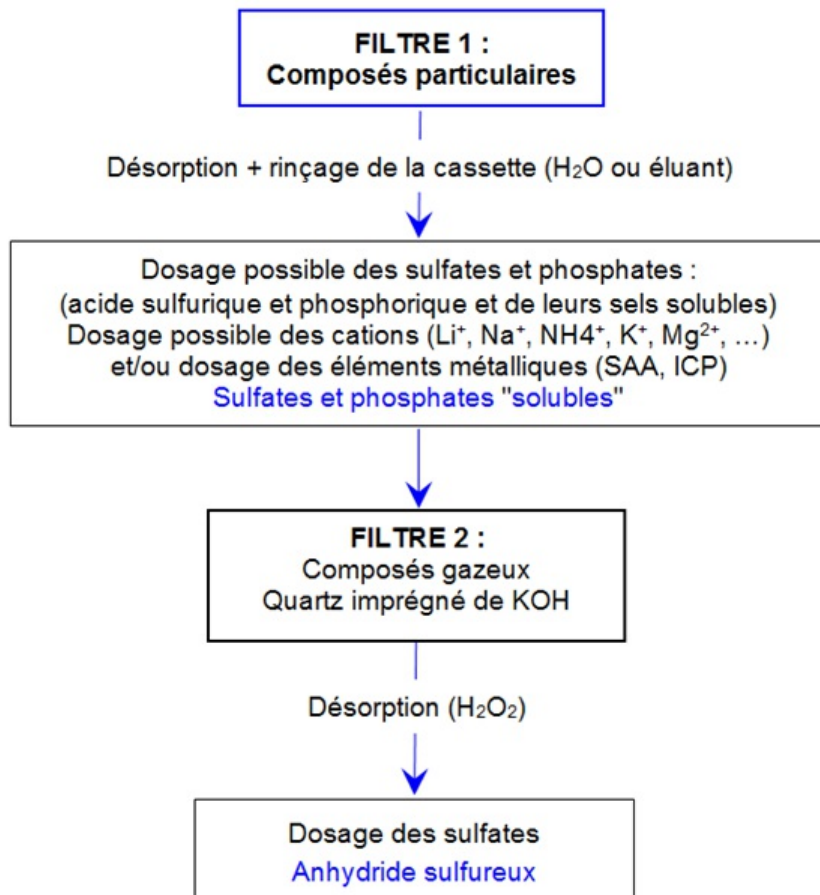 FILTRE 1 :
Composés particulaires
Désorption + rinçage de la cassette (H₂O ou éluant)
Dosage possible des sulfates et phosphates :
(acide sulfurique et phosphorique et de leurs sels solubles)
Dosage possible des cations (Li⁺, Na⁺, NH4⁺, K⁺, Mg²⁺, …)
et/ou dosage des éléments métalliques (SAA, ICP)
Sulfates et phosphates "solubles"
FILTRE 2 :
Composés gazeux
Quartz imprégné de KOH
Désorption (H₂O₂)
Dosage des sulfates
Anhydride sulfureux